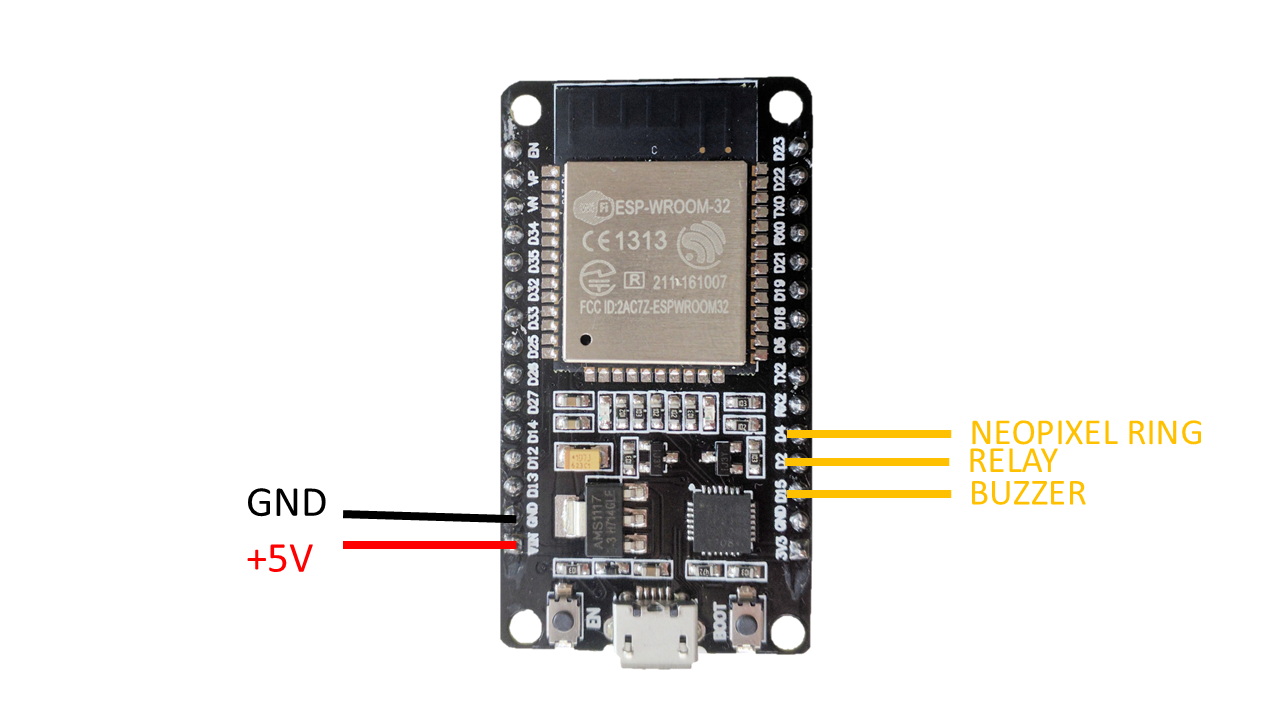 C
EN
VP
VN
D34
D35
D32
D33
D25
D26
D27
D14
D12
D13
GND
VIN
D23
D22
TX0
RX0
D21
D19
D18
D5
TX2
RX2
D4
D2
D15
GND
3V3
ESP-WROOM-32
CE1313
R 211-161007
FCC ID:2AC7Z-ESPWROOM32
NEOPIXEL RING
RELAY
BUZZER
GND
+5V
AMS1117
EN
BOOT